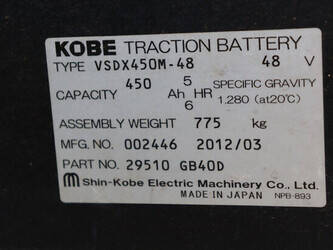 KOBE TRACTION BATTERY
TYPE VSDX450M-48 48 V
CAPACITY 450 Ah 5 HR 6 SPECIFIC GRAVITY 1.280 (at20℃)
ASSEMBLY WEIGHT 775 kg
MFG. NO. 002446 2012/03
PART NO. 29510 GB40D
Shin-Kobe Electric Machinery Co., Ltd.
MADE IN JAPAN NPB-893